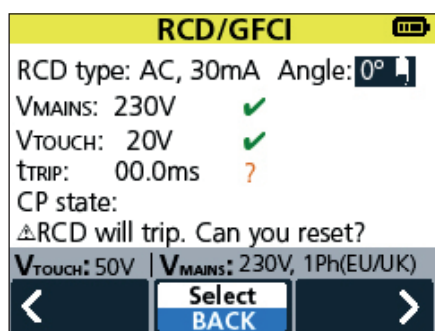 RCD/GFCI
RCD type: AC, 30mA Angle: 0°
VMAINS: 230V ✔
VTOUCH: 20V ✔
tTRIP: 00.0ms ?
CP state:
⚠RCD will trip. Can you reset?
VTOUCH: 50V | VMAINS: 230V, 1Ph(EU/UK)
< Select >
BACK